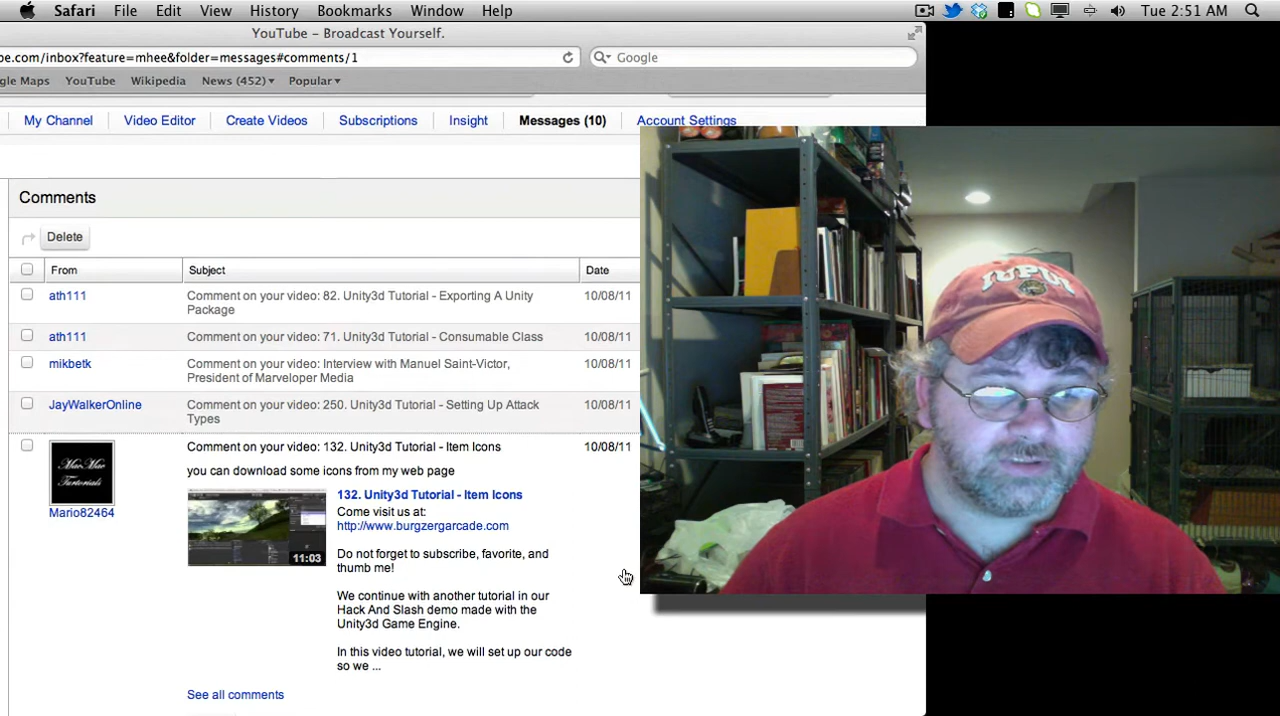 Safari File Edit View History Bookmarks Window Help Tue 2:51 AM
YouTube – Broadcast Yourself.
be.com/inbox?feature=mhee&folder=messages#comments/1 Google
gle Maps YouTube Wikipedia News (452)▾ Popular▾
My Channel Video Editor Create Videos Subscriptions Insight Messages (10) Account Settings
Comments
Delete
From Subject Date
ath111 Comment on your video: 82. Unity3d Tutorial - Exporting A Unity 10/08/11
Package
ath111 Comment on your video: 71. Unity3d Tutorial - Consumable Class 10/08/11
mikbetk Comment on your video: Interview with Manuel Saint-Victor, 10/08/11
President of Marveloper Media
JayWalkerOnline Comment on your video: 250. Unity3d Tutorial - Setting Up Attack 10/08/11
Types
Comment on your video: 132. Unity3d Tutorial - Item Icons 10/08/11
you can download some icons from my web page
MacMac
Tartorials
Mario82464
11:03
132. Unity3d Tutorial - Item Icons
Come visit us at:
http://www.burgzergarcade.com
Do not forget to subscribe, favorite, and
thumb me!
We continue with another tutorial in our
Hack And Slash demo made with the
Unity3d Game Engine.
In this video tutorial, we will set up our code
so we ...
See all comments
IUPUI